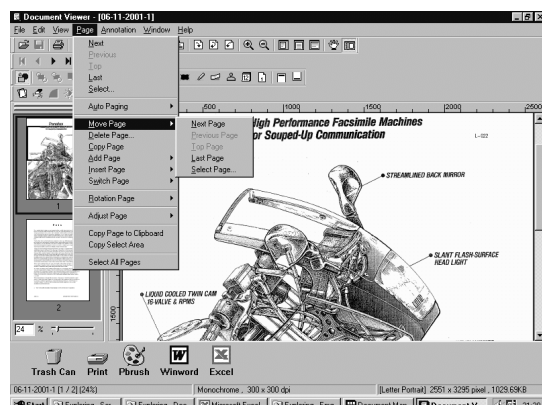 Document Viewer - [06-11-2001-1]
File Edit View Page Annotation Window Help
Next
Previous
Top
Last
Select...
Auto Paging
Move Page
Delete Page...
Copy Page
Add Page
Insert Page
Switch Page
Rotation Page
Adjust Page
Copy Page to Clipboard
Copy Select Area
Select All Pages
Next Page
Previous Page
Top Page
Last Page
Select Page...
500 1000 1500 2000 2500
High Performance Facsimile Machines
or Souped-Up Communication
STREAMLINED BACK MIRROR
SLANT FLASH-SURFACE
HEAD LIGHT
LIQUID COOLED TWIN CAM
16-VALVE & RPMS
1
2
1500
24 %
Trash Can Print Pbrush Winword Excel
06-11-2001-1 [1 / 2] (24%) Monochrome , 300 x 300 dpi [Letter Portrait] 2551 x 3295 pixel , 1029.69KB
Start Microsoft Excel